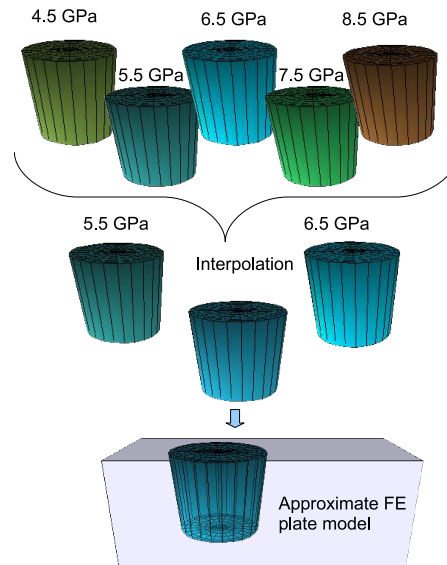 4.5 GPa
6.5 GPa
8.5 GPa
5.5 GPa
7.5 GPa
5.5 GPa
6.5 GPa
Interpolation
Approximate FE
plate model